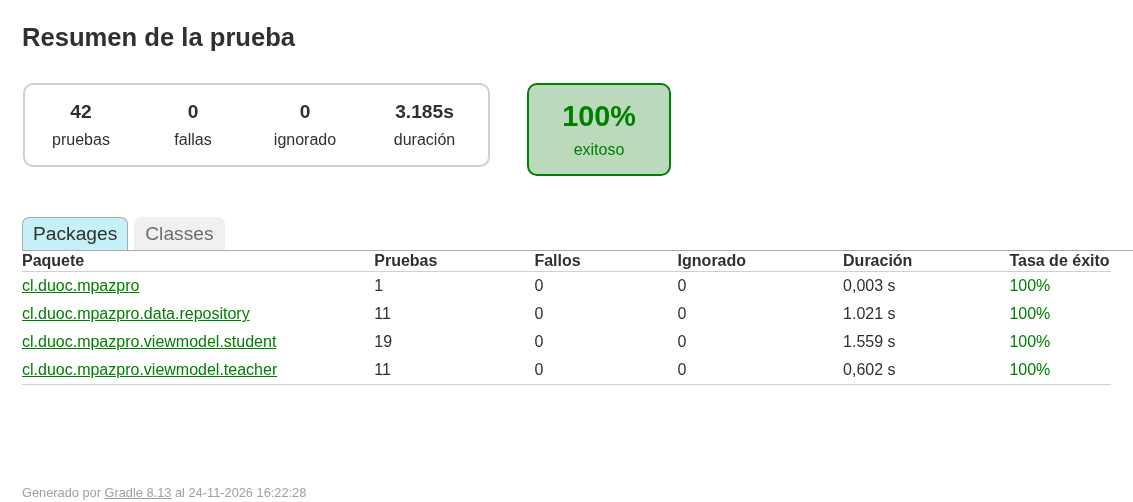 Resumen de la prueba
42 0 0 3.185s
pruebas fallas ignorado duración
100%
exitoso
Packages Classes
Paquete Pruebas Fallos Ignorado Duración Tasa de éxito
cl.duoc.mpazpro 1 0 0 0,003 s 100%
cl.duoc.mpazpro.data.repository 11 0 0 1.021 s 100%
cl.duoc.mpazpro.viewmodel.student 19 0 0 1.559 s 100%
cl.duoc.mpazpro.viewmodel.teacher 11 0 0 0,602 s 100%
Generado por Gradle 8.13 al 24-11-2026 16:22:28